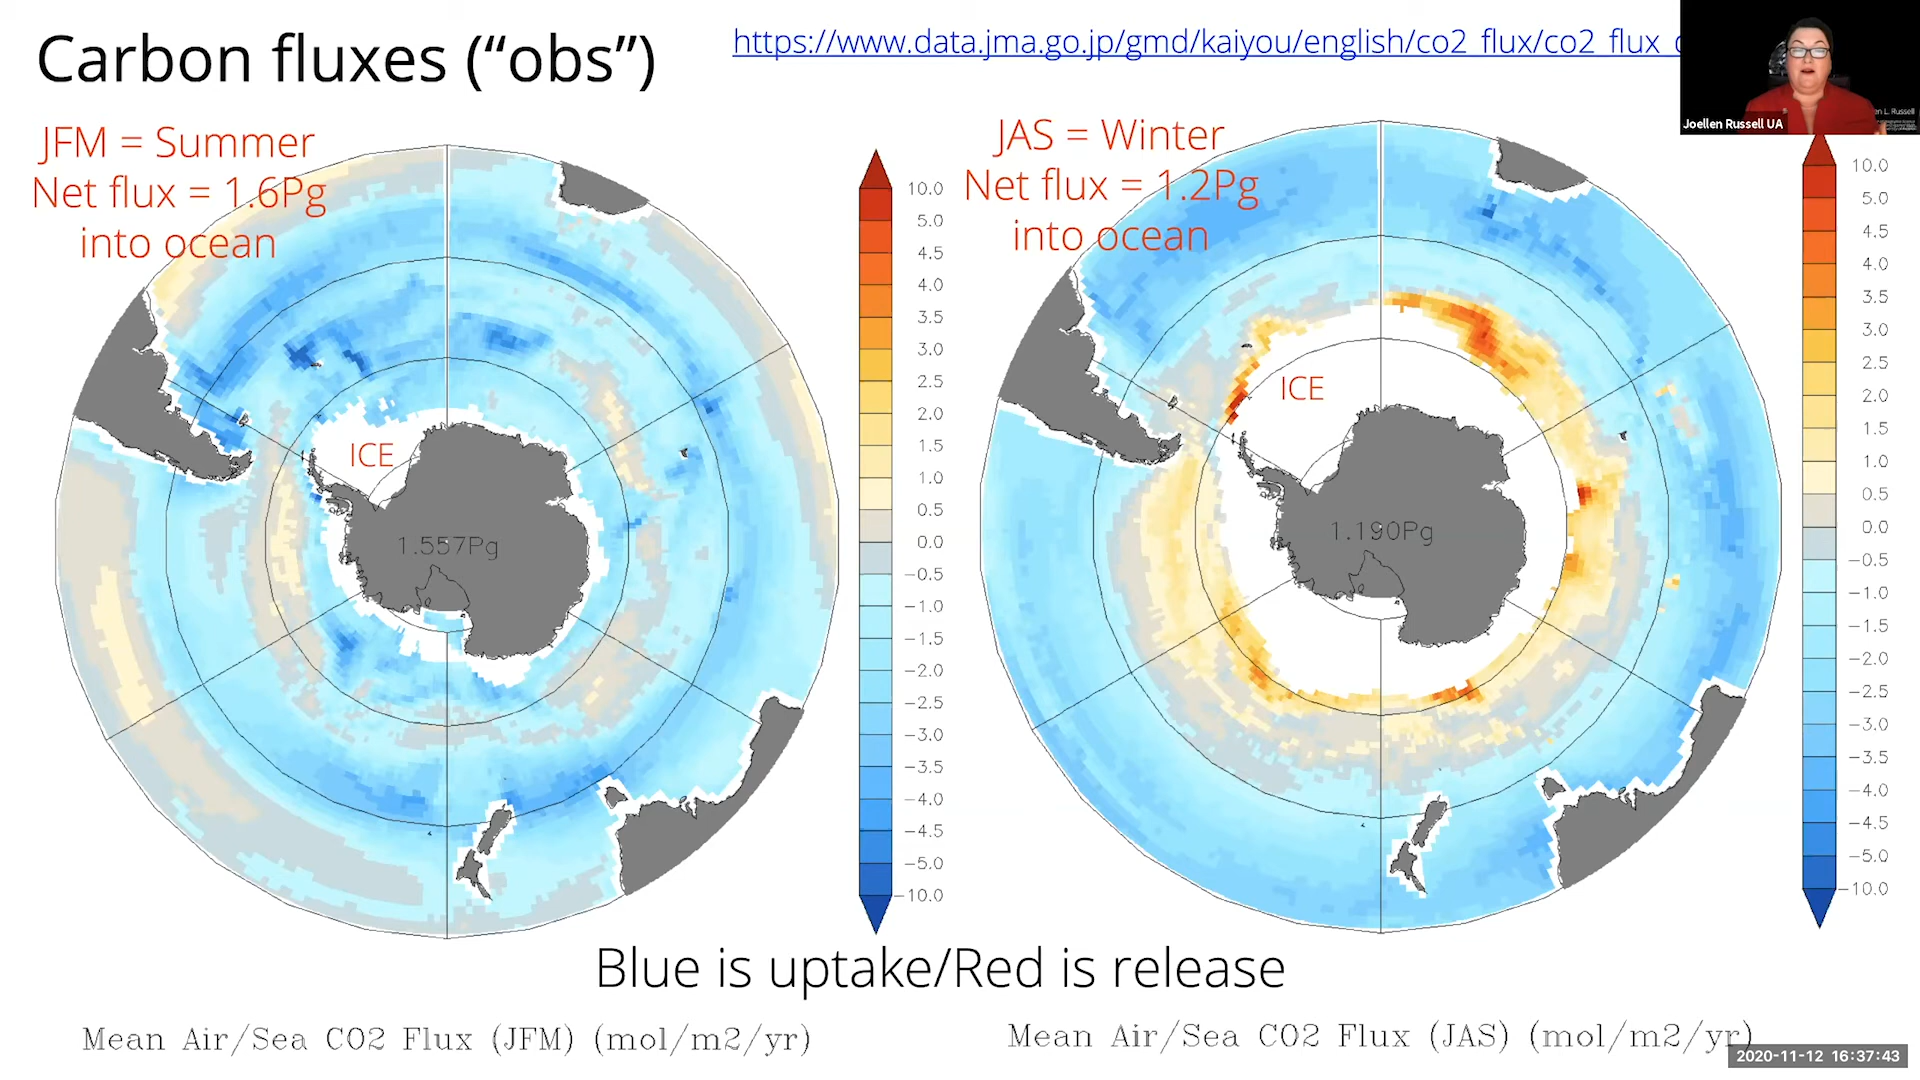 Carbon fluxes (“obs”)
https://www.data.jma.go.jp/gmd/kaiyou/english/co2_flux/co2_flux_
Joellen Russell UA
JFM = Summer
Net flux = 1.6Pg
into ocean
ICE
1.557Pg
10.0
5.0
4.5
4.0
3.5
3.0
2.5
2.0
1.5
1.0
0.5
0.0
−0.5
−1.0
−1.5
−2.0
−2.5
−3.0
−3.5
−4.0
−4.5
−5.0
−10.0
JAS = Winter
Net flux = 1.2Pg
into ocean
ICE
1.190Pg
10.0
5.0
4.5
4.0
3.5
3.0
2.5
2.0
1.5
1.0
0.5
0.0
−0.5
−1.0
−1.5
−2.0
−2.5
−3.0
−3.5
−4.0
−4.5
−5.0
−10.0
Blue is uptake/Red is release
Mean Air/Sea CO2 Flux (JFM) (mol/m2/yr)
Mean Air/Sea CO2 Flux (JAS) (mol/m2/yr)
2020-11-12 16:37:43